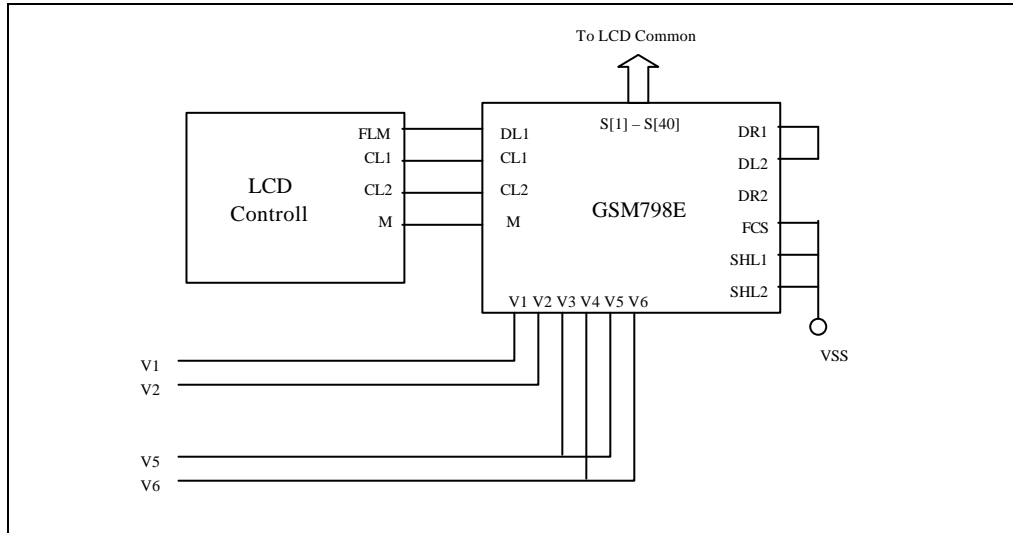 To LCD Common
S[1] – S[40]
FLM
CL1
CL2
M
LCD
Controll
DL1
CL1
CL2
M
GSM798E
DR1
DL2
DR2
FCS
SHL1
SHL2
V1 V2 V3 V4 V5 V6
VSS
V1
V2
V5
V6